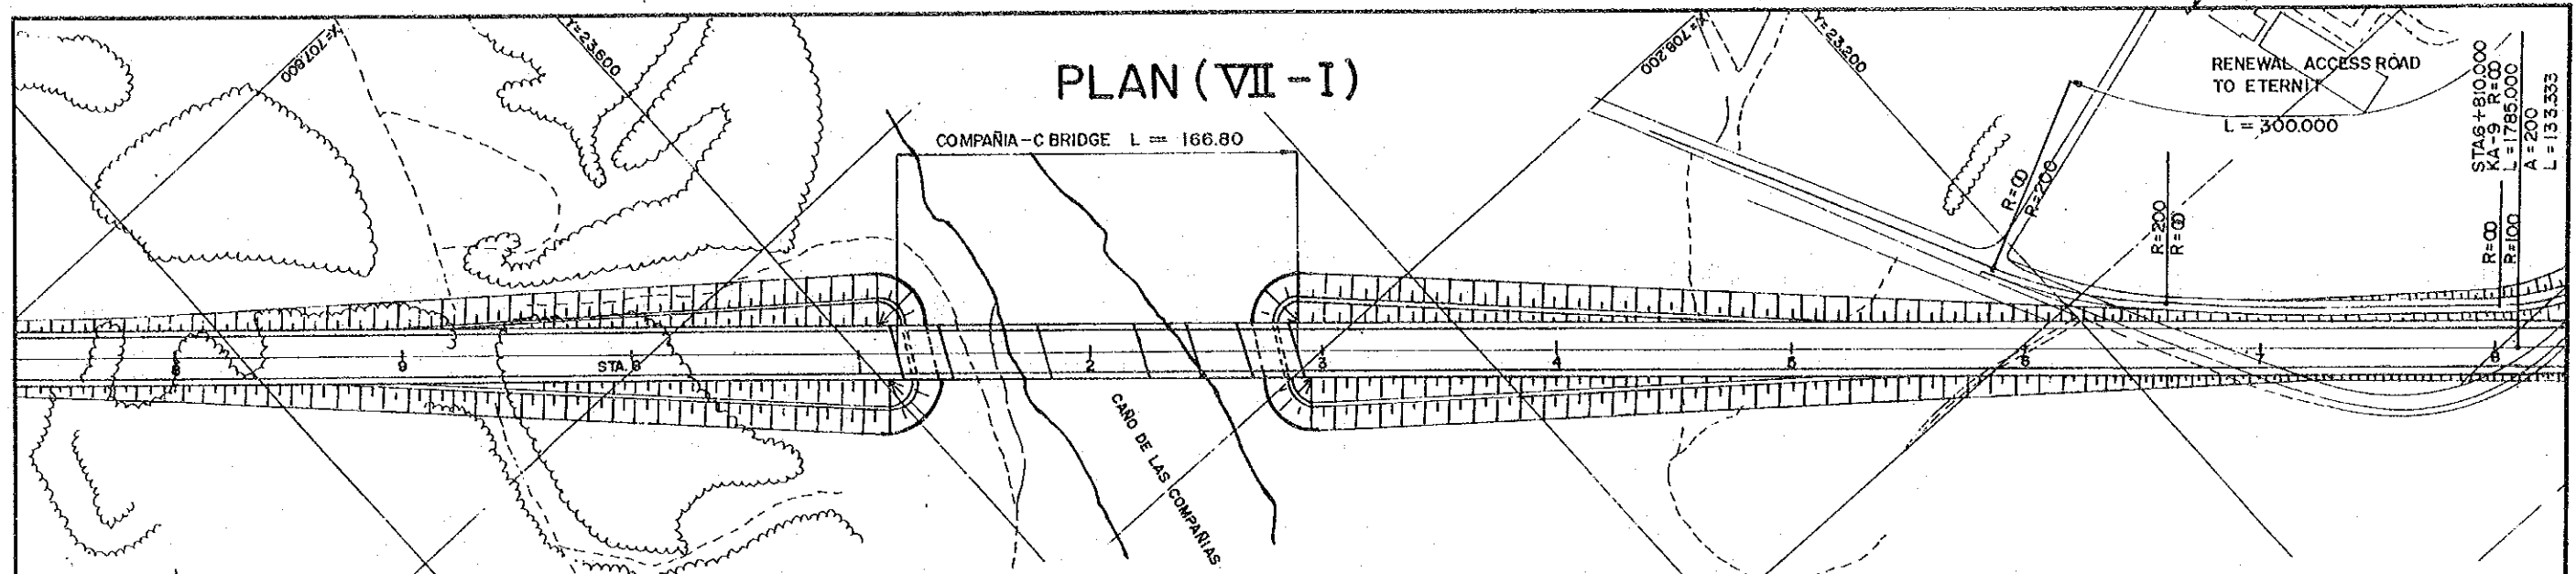 PLAN (VII-I)
X=707.800
Y=23.600
X=708.200
Y=23.200
COMPAÑIA-C BRIDGE L = 166.80
RENEWAL ACCESS ROAD
TO ETERNIT
L = 300.000
STA.6+810.000
KA-9 R=∞
L=1785.000
A=200
L=133.333
R=∞
R=200
R=200
R=∞
R=∞
R=100
8
9
STA. 6
1
2
3
4
5
6
7
8
CAÑO DE LAS COMPAÑIAS